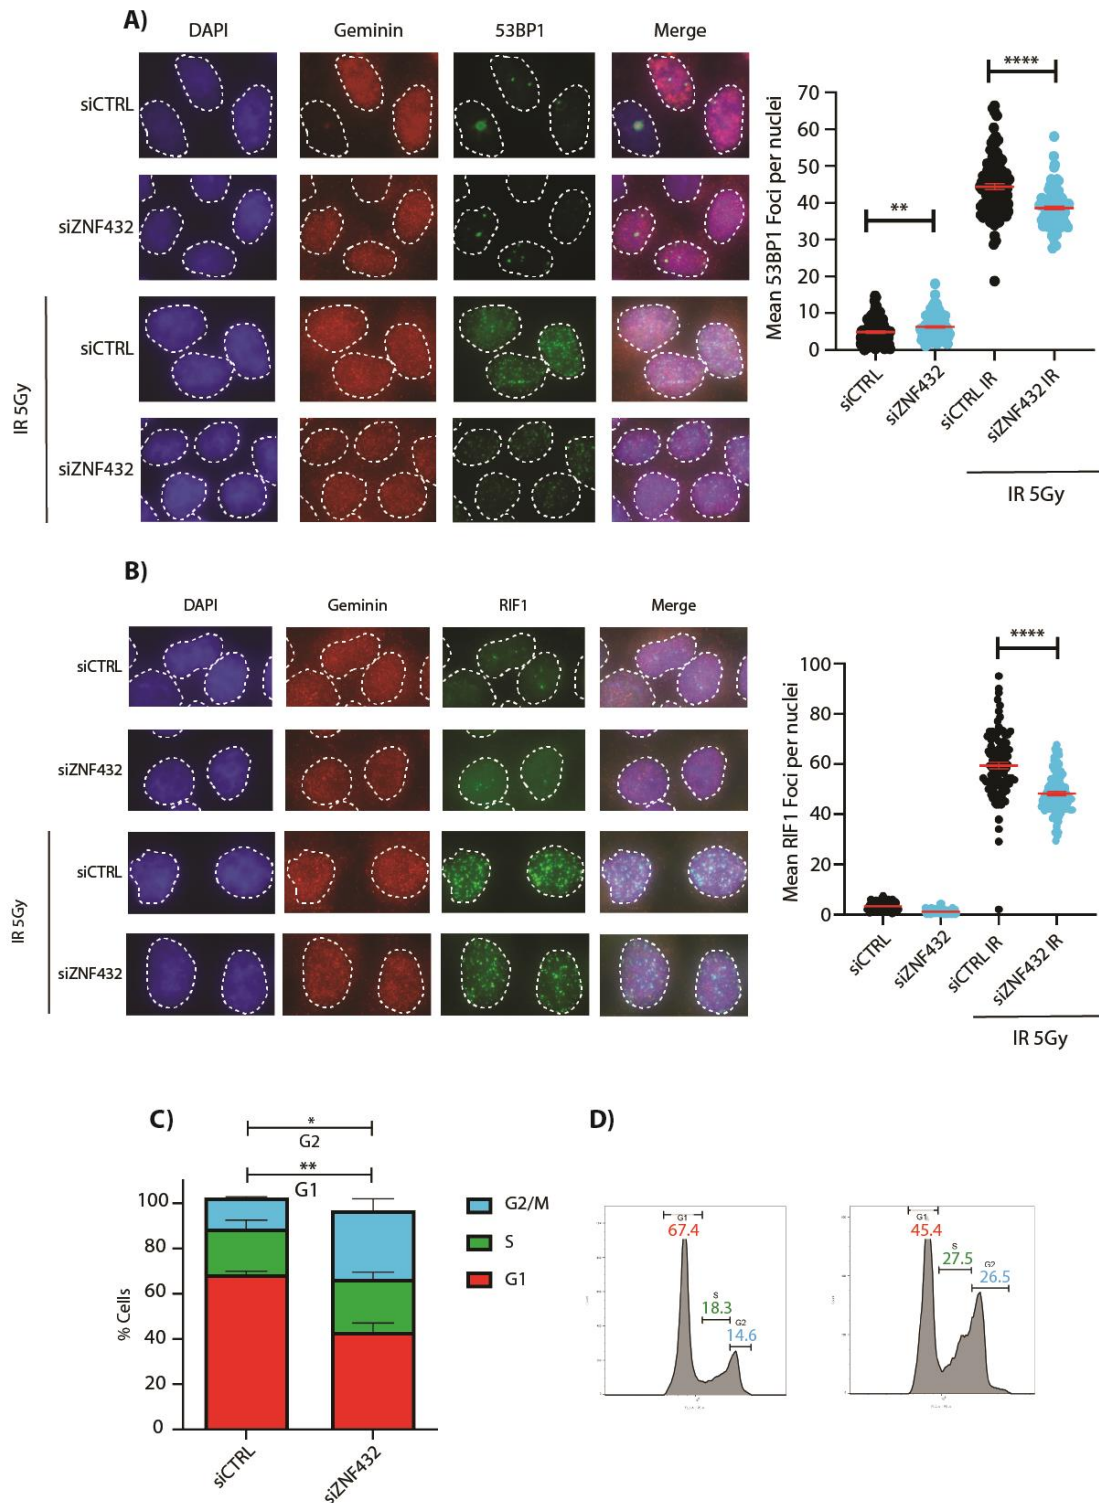 A)
DAPI Geminin 53BP1 Merge
siCTRL
siZNF432
siCTRL
siZNF432
IR 5Gy
****
**
Mean 53BP1 Foci per nuclei
70
60
50
40
30
20
10
0
siCTRL siZNF432 siCTRL IR siZNF432 IR
IR 5Gy
B)
DAPI Geminin RIF1 Merge
siCTRL
siZNF432
siCTRL
siZNF432
IR 5Gy
****
Mean RIF1 Foci per nuclei
100
80
60
40
20
0
siCTRL siZNF432 siCTRL IR siZNF432 IR
IR 5Gy
C)
*
G2
**
G1
% Cells
100
80
60
40
20
0
siCTRL siZNF432
G2/M
S
G1
D)
G1
67.4
S
18.3
G2
14.6
G1
45.4
S
27.5
G2
26.5